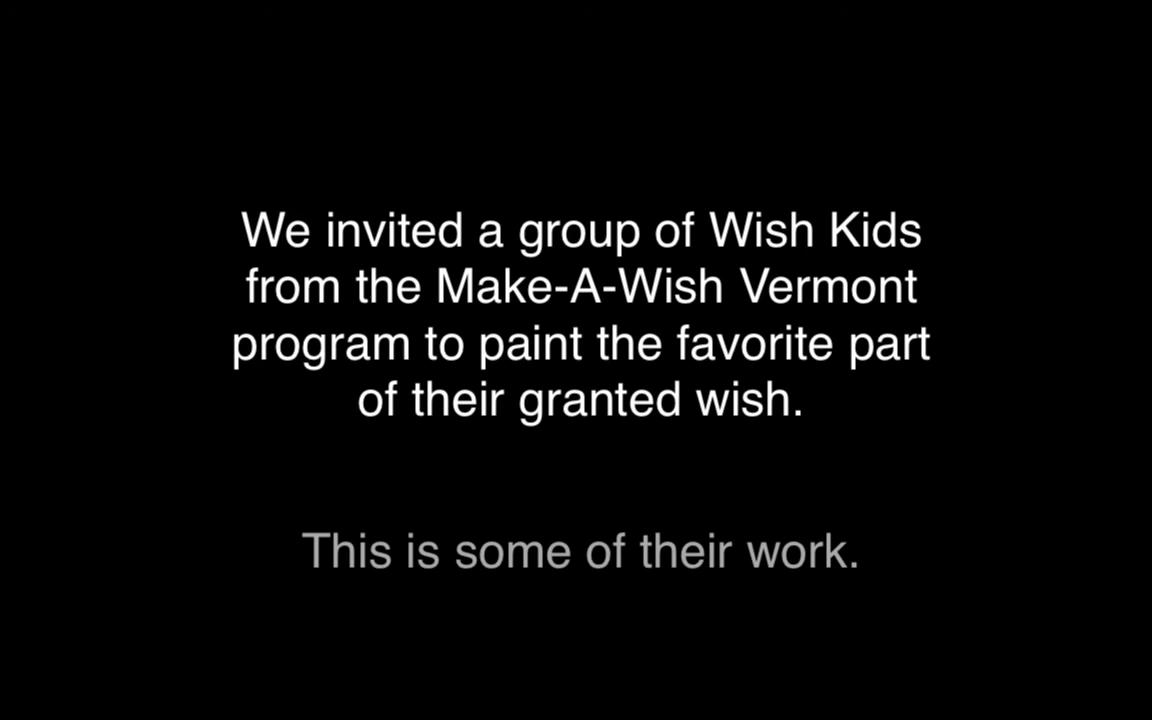 We invited a group of Wish Kids
from the Make-A-Wish Vermont
program to paint the favorite part
of their granted wish.
This is some of their work.